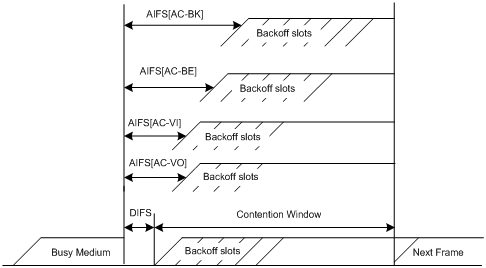 AIFS[AC-BK]
Backoff slots
AIFS[AC-BE]
Backoff slots
AIFS[AC-VI]
Backoff slots
AIFS[AC-VO]
Backoff slots
DIFS
Contention Window
Busy Medium
Backoff slots
Next Frame